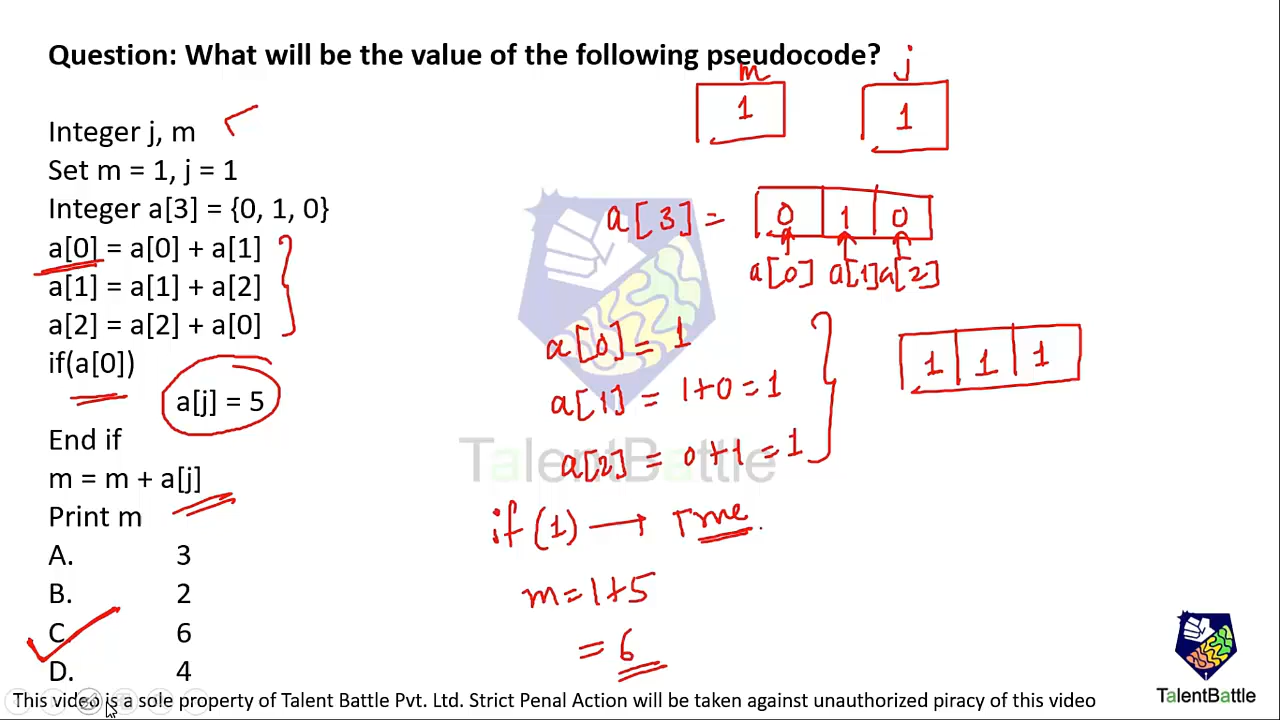 Question: What will be the value of the following pseudocode?
m
j
1
1
Integer j, m
Set m = 1, j = 1
Integer a[3] = {0, 1, 0}
a[0] = a[0] + a[1]
a[1] = a[1] + a[2]
a[2] = a[2] + a[0]
if(a[0])
a[j] = 5
End if
m = m + a[j]
Print m
A. 3
B. 2
C. 6
D. 4
a[3] = 0 1 0
a[0] a[1] a[2]
a[0] = 1
a[1] = 1+0 = 1
a[2] = 0+1 = 1
1 1 1
if (1) → True.
m = 1+5
= 6
TalentBattle
TalentBattle
This video is a sole property of Talent Battle Pvt. Ltd. Strict Penal Action will be taken against unauthorized piracy of this video